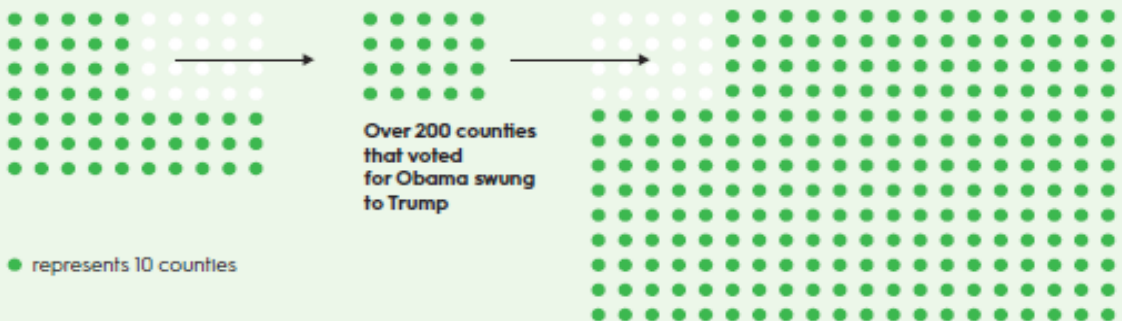 Over 200 counties
that voted
for Obama swung
to Trump
represents 10 counties